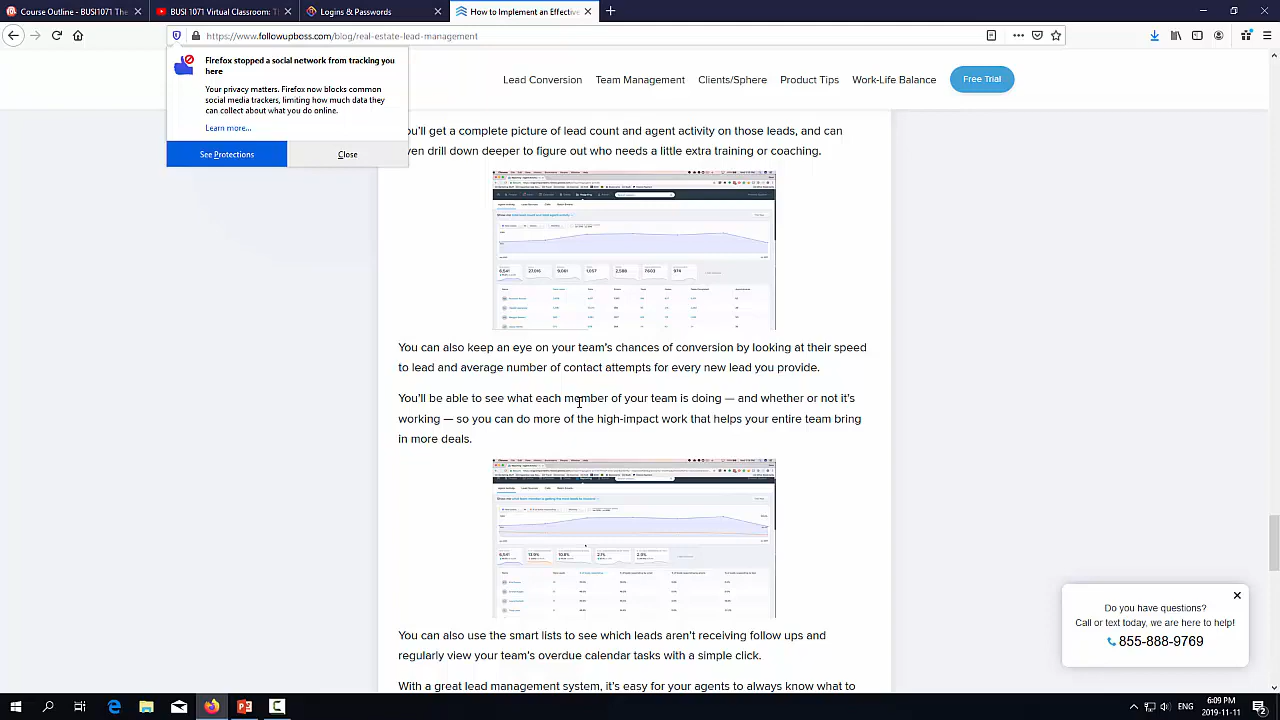 Course Outline - BUSI1071 The
BUSI 1071 Virtual Classroom: T
Logins & Passwords
How to Implement an Effective
https://www.followupboss.com/blog/real-estate-lead-management
Firefox stopped a social network from tracking you
here
Your privacy matters. Firefox now blocks common
social media trackers, limiting how much data they
can collect about what you do online.
Learn more...
See Protections
Close
Lead Conversion
Team Management
Clients/Sphere
Product Tips
Work-Life Balance
Free Trial
You'll get a complete picture of lead count and agent activity on those leads, and can
even drill down deeper to figure out who needs a little extra training or coaching.
You can also keep an eye on your team's chances of conversion by looking at their speed
to lead and average number of contact attempts for every new lead you provide.
You'll be able to see what each member of your team is doing — and whether or not it's
working — so you can do more of the high-impact work that helps your entire team bring
in more deals.
You can also use the smart lists to see which leads aren't receiving follow ups and
regularly view your team's overdue calendar tasks with a simple click.
With a great lead management system, it's easy for your agents to always know what to
Do you have questions?
Call or text today, we are here to help!
855-888-9769
ENG
6:09 PM
2019-11-11
2